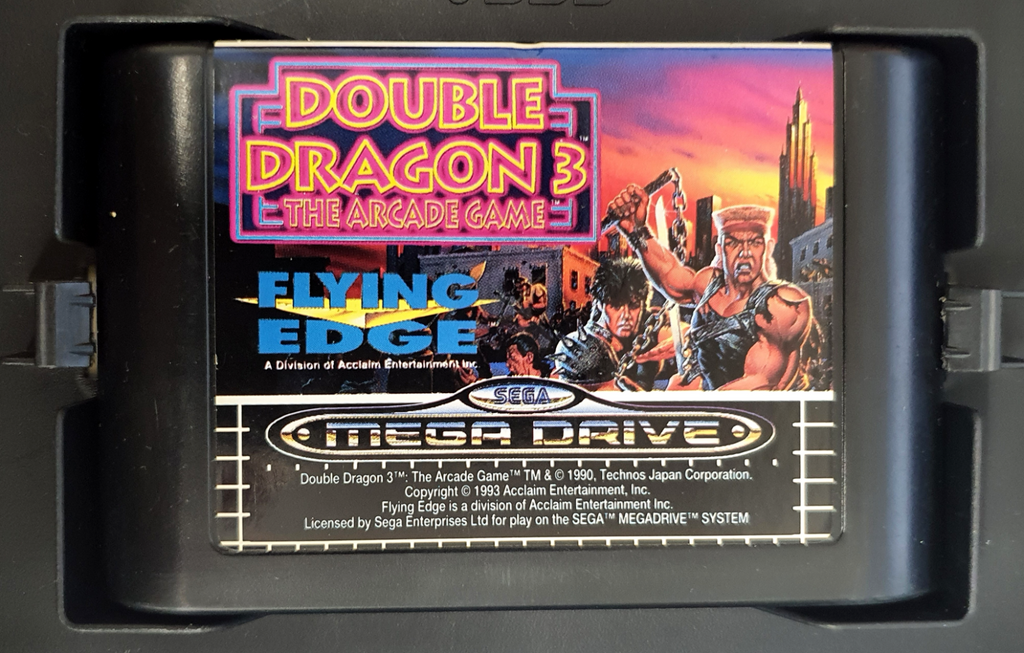 DOUBLE
DRAGON 3™
THE ARCADE GAME™
FLYING
EDGE
A Division of Acclaim Entertainment Inc.
SEGA
MEGA DRIVE
Double Dragon 3™: The Arcade Game™ TM & © 1990, Technos Japan Corporation.
Copyright © 1993 Acclaim Entertainment, Inc.
Flying Edge is a division of Acclaim Entertainment Inc.
Licensed by Sega Enterprises Ltd for play on the SEGA™ MEGADRIVE™ SYSTEM